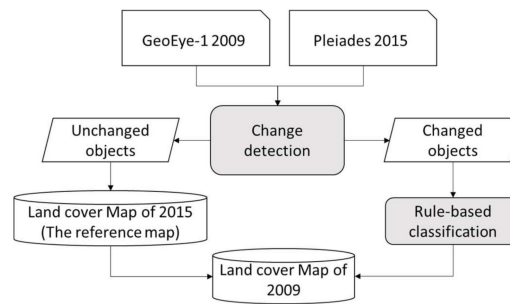 GeoEye-1 2009
Pleiades 2015
Unchanged
objects
Change
detection
Changed
objects
Land cover Map of 2015
(The reference map)
Rule-based
classification
Land cover Map of
2009